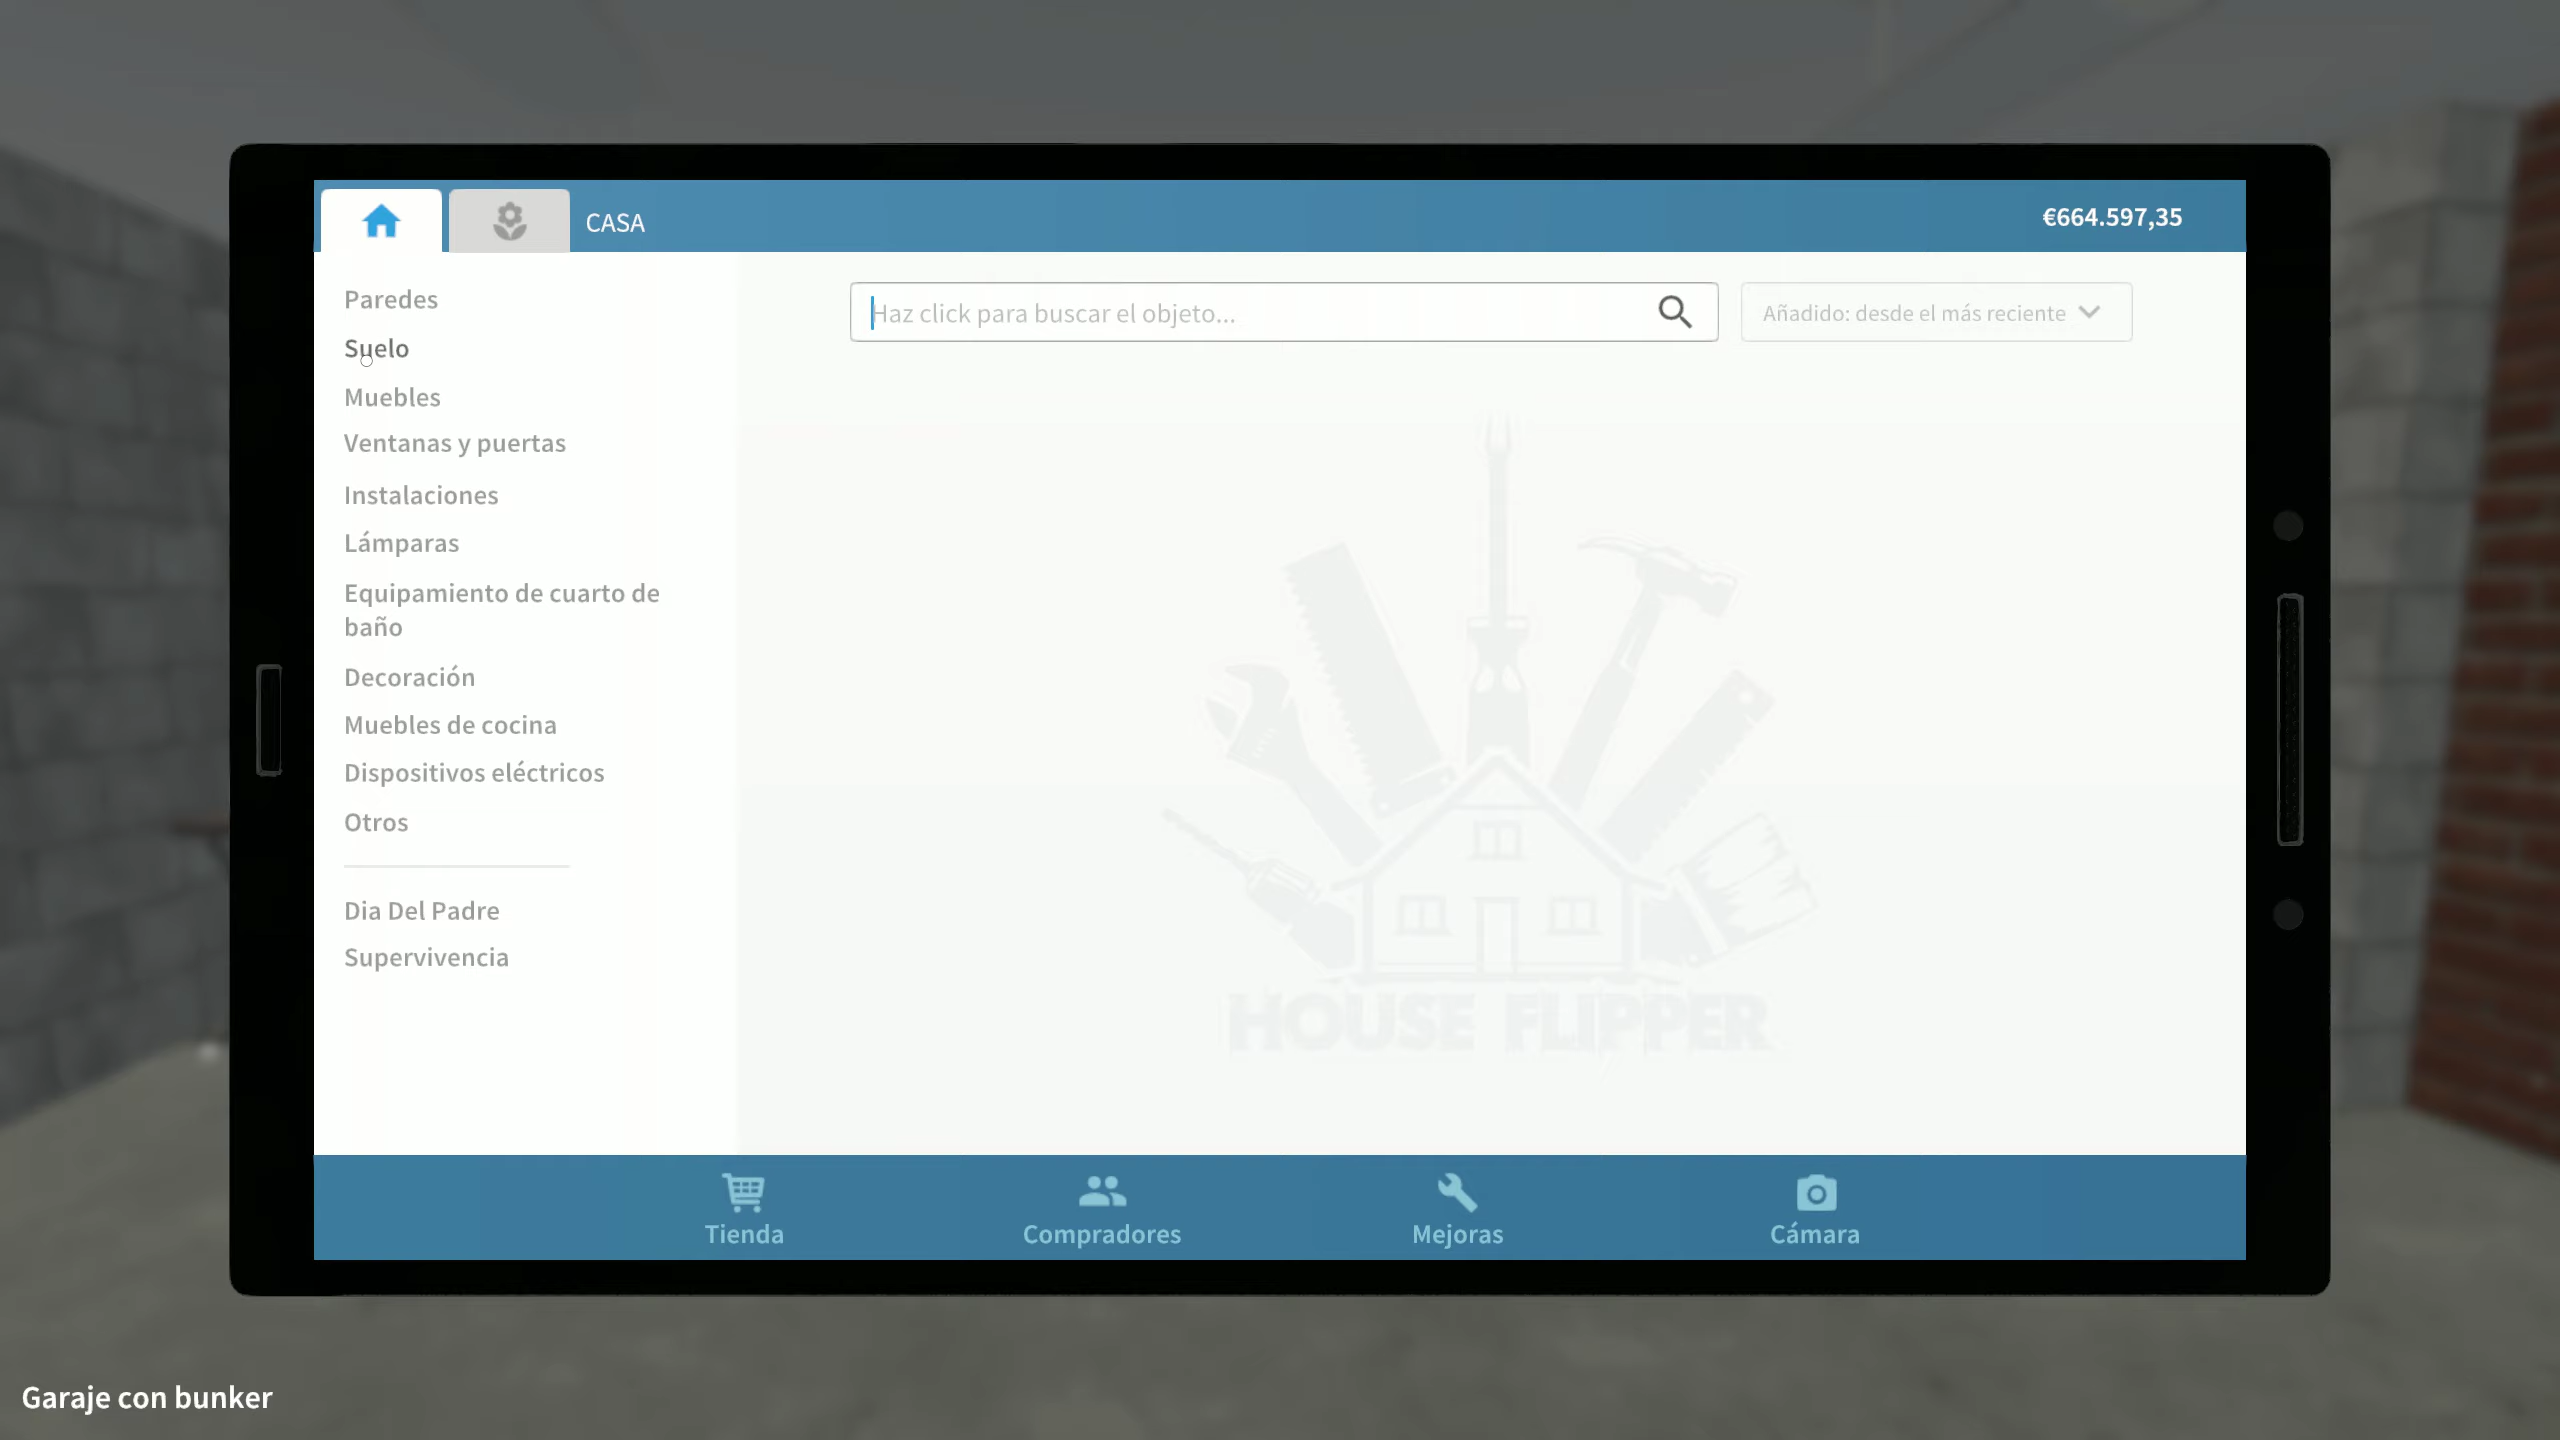 CASA
€664.597,35
Paredes
Suelo
Muebles
Ventanas y puertas
Instalaciones
Lámparas
Equipamiento de cuarto de
baño
Decoración
Muebles de cocina
Dispositivos eléctricos
Otros
Dia Del Padre
Supervivencia
Haz click para buscar el objeto...
Añadido: desde el más reciente
HOUSE FLIPPER
Tienda
Compradores
Mejoras
Cámara
Garaje con bunker